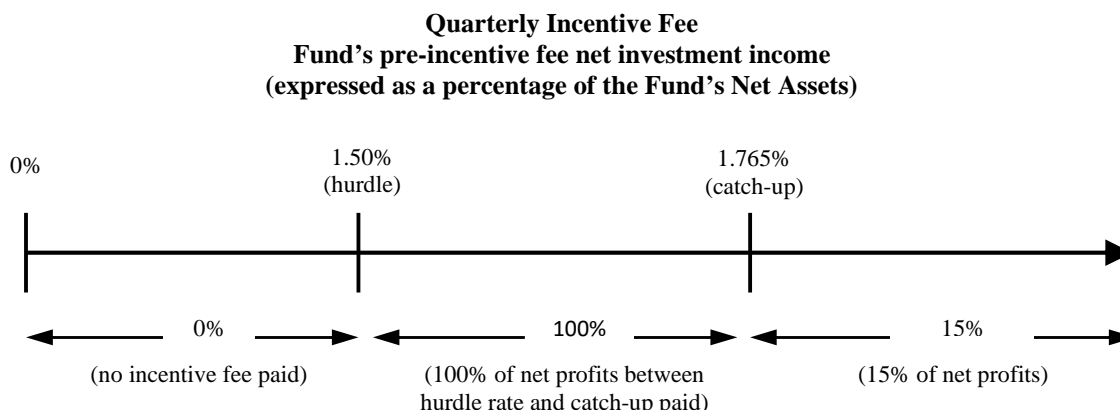 Quarterly Incentive Fee
Fund’s pre-incentive fee net investment income
(expressed as a percentage of the Fund’s Net Assets)
0%
1.50%
(hurdle)
1.765%
(catch-up)
0%
100%
15%
(no incentive fee paid)
(100% of net profits between
hurdle rate and catch-up paid)
(15% of net profits)